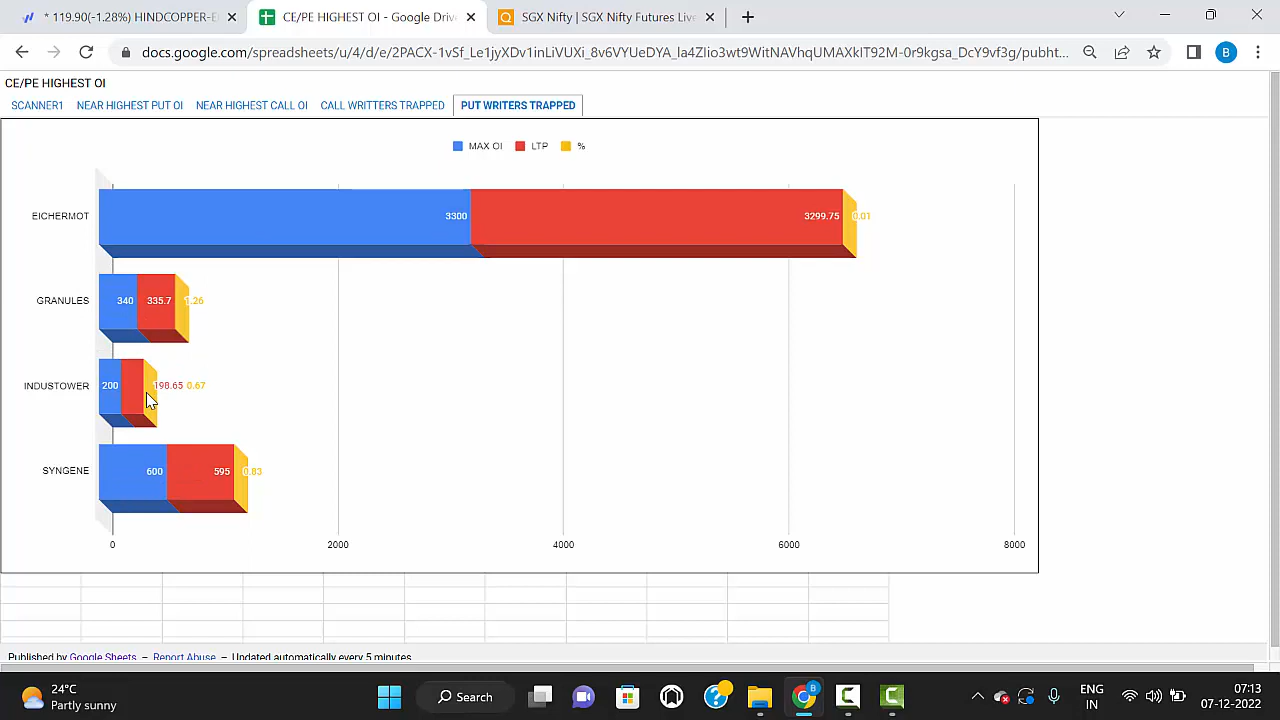 * 119.90(-1.28%) HINDCOPPER-E
CE/PE HIGHEST OI - Google Driv
SGX Nifty | SGX Nifty Futures Live
docs.google.com/spreadsheets/u/4/d/e/2PACX-1vSf_Le1jyXDv1inLiVUXi_8v6VYUeDYA_la4ZIio3wt9WitNAVhqUMAXkIT92M-0r9kgsa_DcY9vf3g/pubht...
B
CE/PE HIGHEST OI
SCANNER1 NEAR HIGHEST PUT OI NEAR HIGHEST CALL OI CALL WRITTERS TRAPPED PUT WRITERS TRAPPED
MAX OI LTP %
EICHERMOT 3300 3299.75 0.01
GRANULES 340 335.7 1.26
INDUSTOWER 200 198.65 0.67
SYNGENE 600 595 0.83
0 2000 4000 6000 8000
Published by Google Sheets – Report Abuse – Updated automatically every 5 minutes
24°C
Partly sunny
Search
B
ENG
IN
07:13
07-12-2022